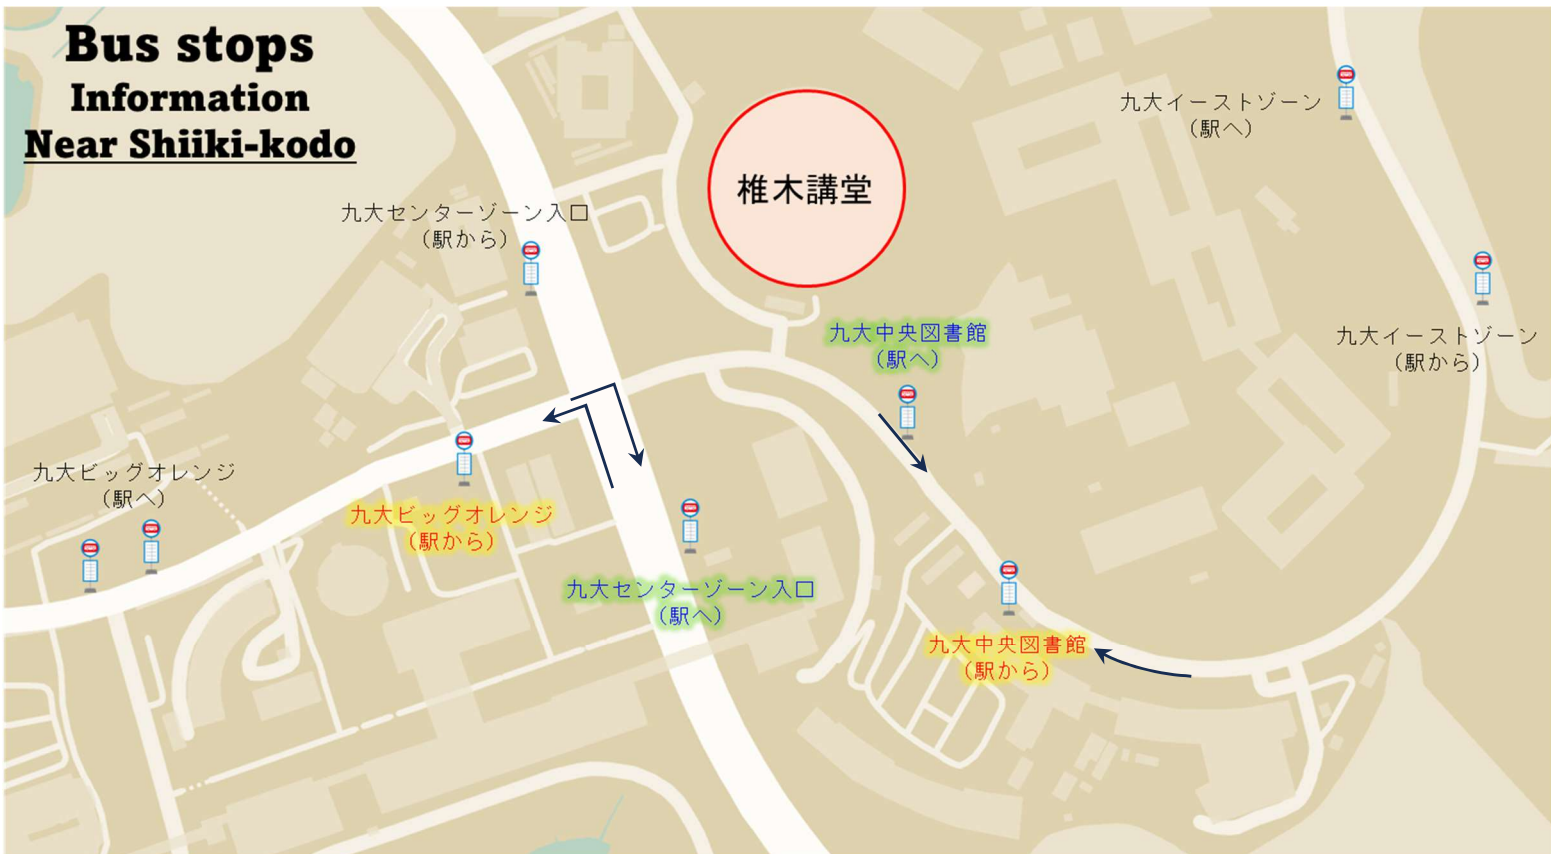 Bus stops
Information
Near Shiiki-kodo
九大イーストゾーン
（駅へ）
椎木講堂
九大センターゾーン入口
（駅から）
九大中央図書館
（駅へ）
九大イーストゾーン
（駅から）
九大ビッグオレンジ
（駅へ）
九大ビッグオレンジ
（駅から）
九大センターゾーン入口
（駅へ）
九大中央図書館
（駅から）